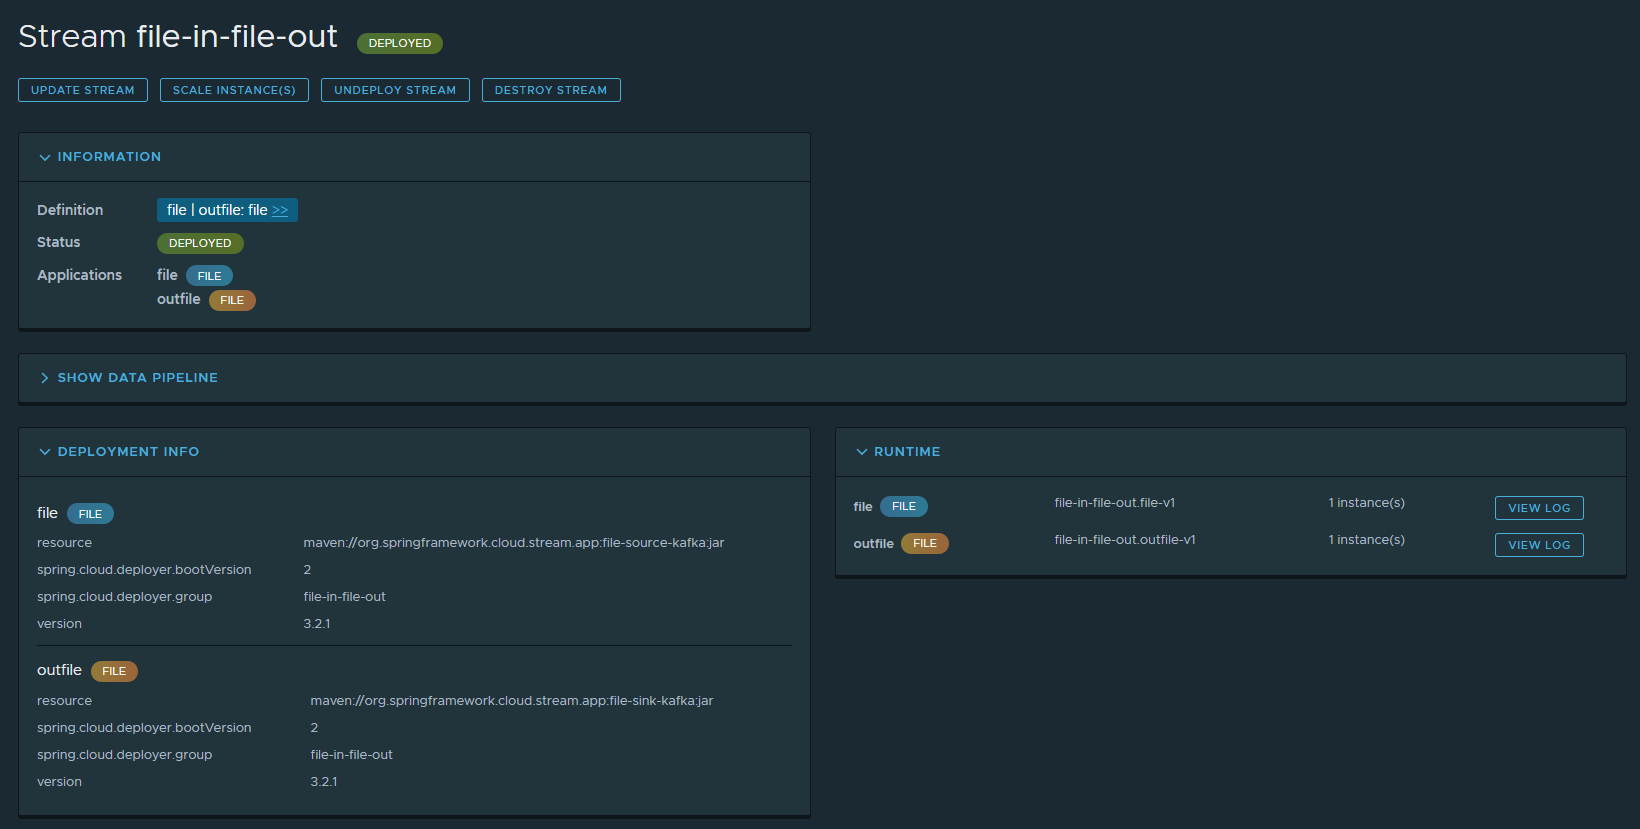 Stream file-in-file-out DEPLOYED
UPDATE STREAM SCALE INSTANCE(S) UNDEPLOY STREAM DESTROY STREAM
INFORMATION
Definition file | outfile: file >>
Status DEPLOYED
Applications file FILE
outfile FILE
SHOW DATA PIPELINE
DEPLOYMENT INFO
file FILE
resource maven://org.springframework.cloud.stream.app:file-source-kafka:jar
spring.cloud.deployer.bootVersion 2
spring.cloud.deployer.group file-in-file-out
version 3.2.1
outfile FILE
resource maven://org.springframework.cloud.stream.app:file-sink-kafka:jar
spring.cloud.deployer.bootVersion 2
spring.cloud.deployer.group file-in-file-out
version 3.2.1
RUNTIME
file FILE file-in-file-out.file-v1 1 instance(s) VIEW LOG
outfile FILE file-in-file-out.outfile-v1 1 instance(s) VIEW LOG